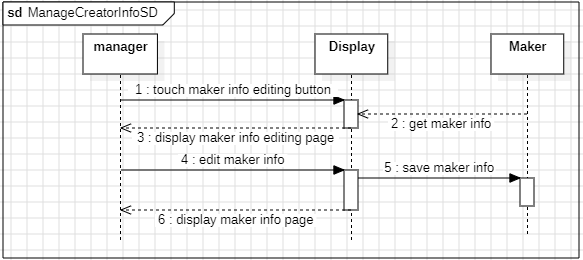 sd ManageCreatorInfoSD
manager
Display
Maker
1 : touch maker info editing button
2 : get maker info
3 : display maker info editing page
4 : edit maker info
5 : save maker info
6 : display maker info page